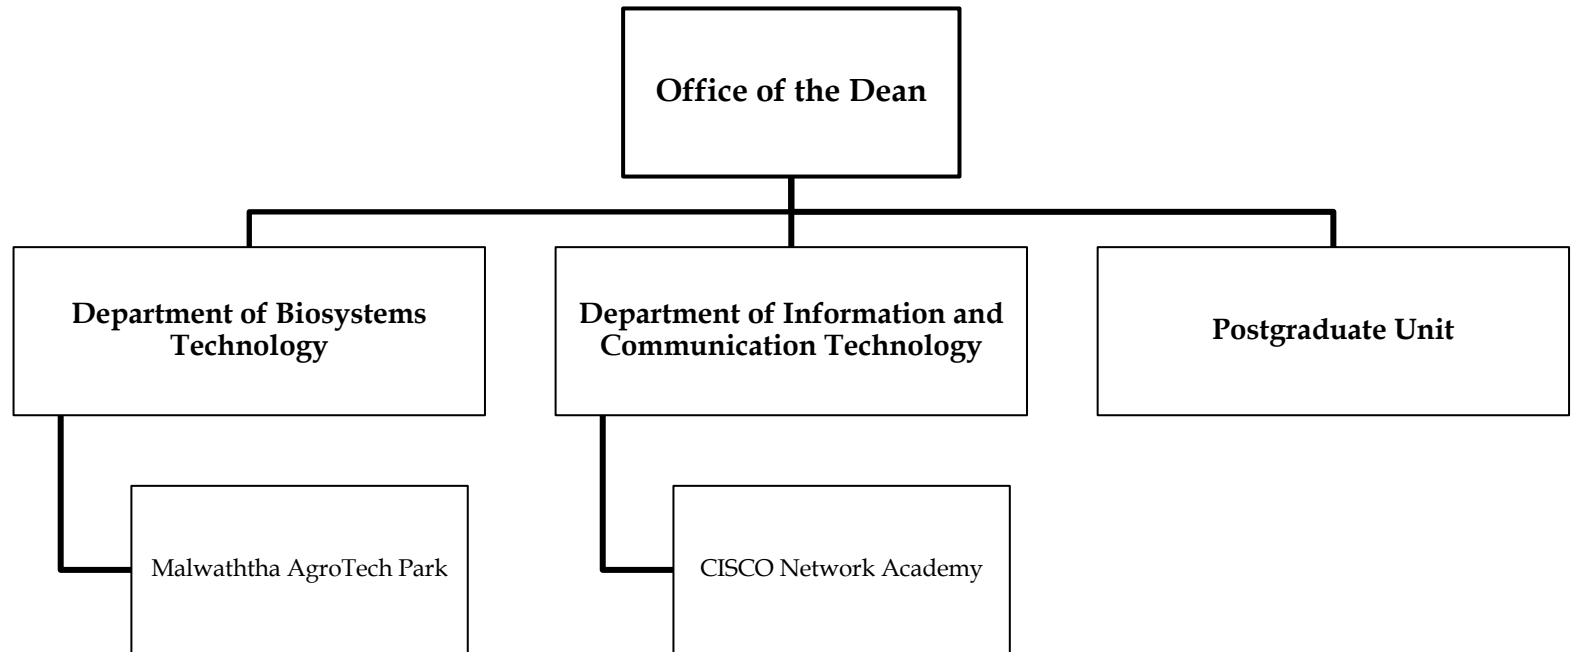 Office of the Dean
Department of Biosystems
Technology
Department of Information and
Communication Technology
Postgraduate Unit
Malwaththa AgroTech Park
CISCO Network Academy